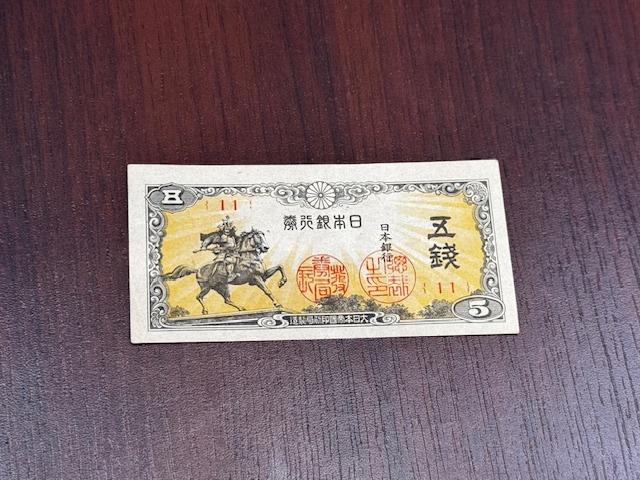 五
{ 11 }
日本銀行券
日本銀行
五錢
{ 11 }
大日本帝國印刷局製造
5